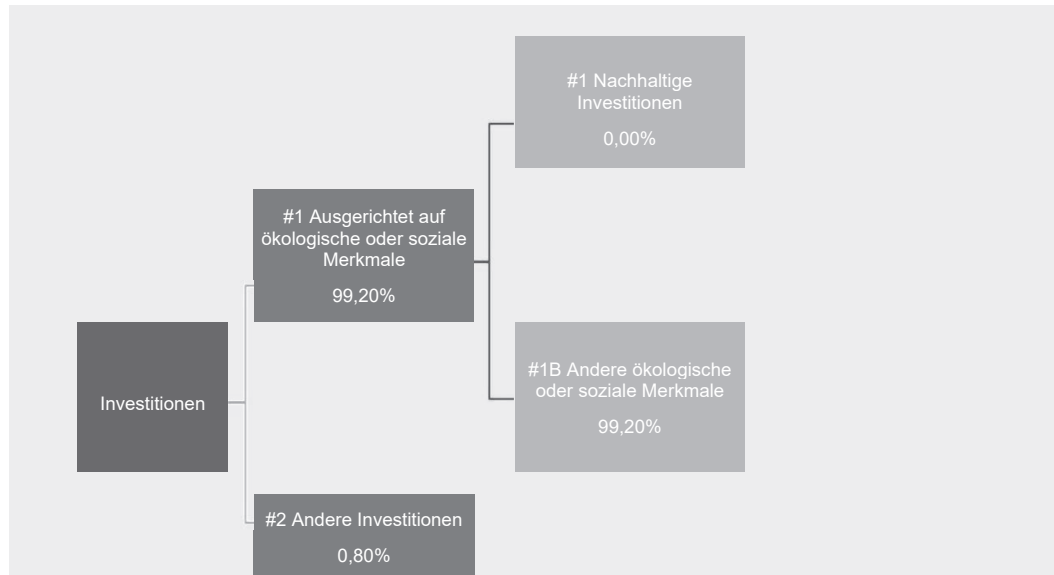 #1 Nachhaltige
Investitionen
0,00%
#1 Ausgerichtet auf
ökologische oder soziale
Merkmale
99,20%
Investitionen
#1B Andere ökologische
oder soziale Merkmale
99,20%
#2 Andere Investitionen
0,80%